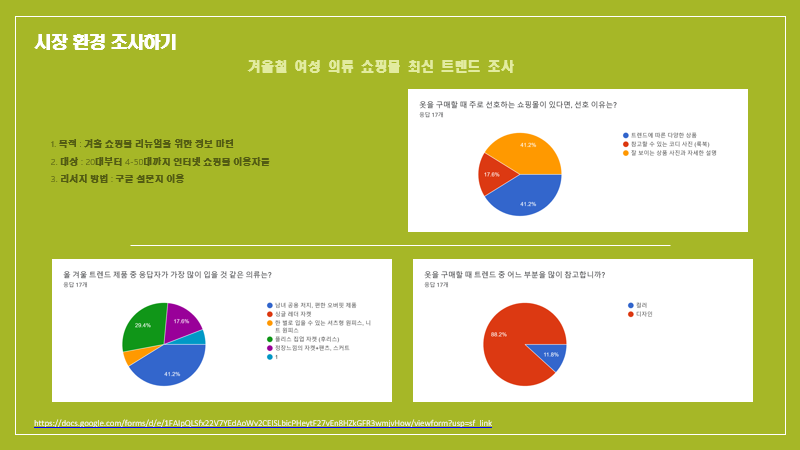 시장 환경 조사하기
겨울철 여성 의류 쇼핑몰 최신 트렌드 조사
1. 목적 : 겨울 쇼핑몰 리뉴얼을 위한 정보 마련
2. 대상 : 20대부터 4-50대까지 인터넷 쇼핑몰 이용자들
3. 리서치 방법 : 구글 설문지 이용
옷을 구매할 때 주로 선호하는 쇼핑몰이 있다면, 선호 이유는?
응답 17개
41.2%
17.6%
41.2%
트렌드에 따른 다양한 상품
참고할 수 있는 코디 사진 (룩북)
잘 보이는 상품 사진과 자세한 설명
올 겨울 트렌드 제품 중 응답자가 가장 많이 입을 것 같은 의류는?
응답 17개
29.4%
17.6%
41.2%
남녀 공용 처치, 편한 오버핏 제품
싱글 레더 자켓
한 벌로 입을 수 있는 셔츠형 원피스, 니
트 원피스
플리스 집업 자켓 (후리스)
정장느낌의 자켓+팬츠, 스커트
1
옷을 구매할 때 트렌드 중 어느 부분을 많이 참고합니까?
응답 17개
88.2%
11.8%
컬러
디자인